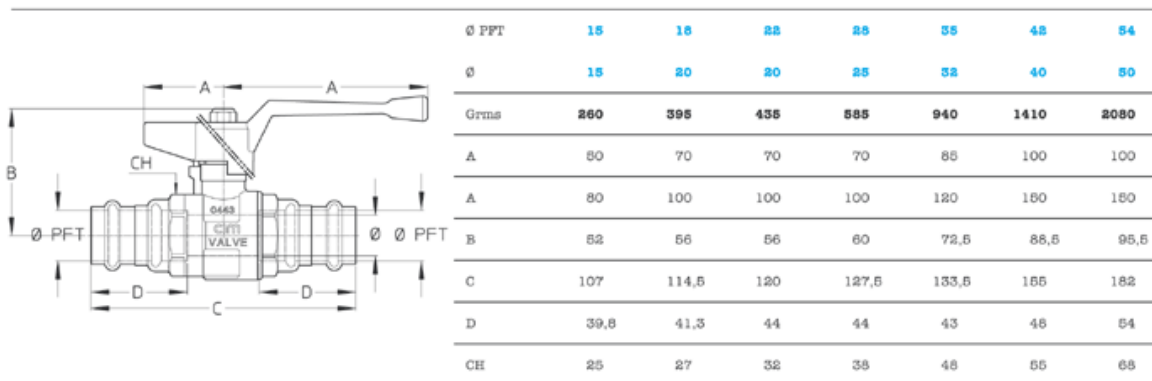 A A
B
CH
0463
cim
VALVE
Ø PFT Ø Ø PFT
D D
C
Ø PFT 15 18 22 28 35 42 54
Ø 15 20 20 25 32 40 50
Grms 260 395 435 585 940 1410 2080
A 50 70 70 70 85 100 100
A 80 100 100 100 120 150 150
B 52 56 56 60 72,5 88,5 95,5
C 107 114,5 120 127,5 133,5 155 182
D 39,8 41,3 44 44 43 48 54
CH 25 27 32 38 48 55 68